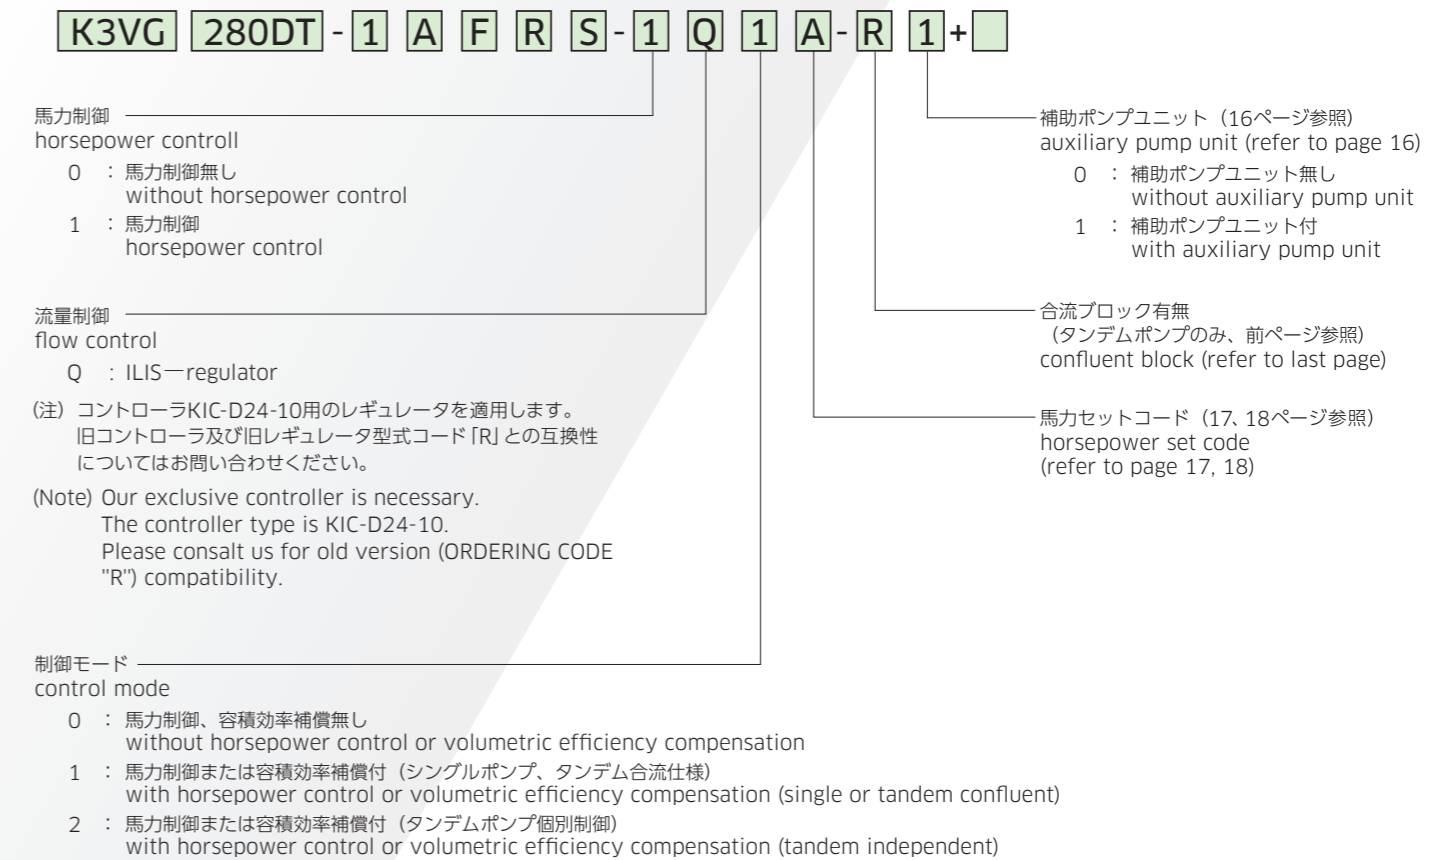 K3VG 280DT - 1 A F R S - 1 Q 1 A - R 1 +
馬力制御
horsepower controll
0 : 馬力制御無し
without horsepower control
1 : 馬力制御
horsepower control
流量制御
flow control
Q : ILIS－regulator
(注) コントローラKIC-D24-10用のレギュレータを適用します。
旧コントローラ及び旧レギュレータ型式コード「R」との互換性
についてはお問い合わせください。
(Note) Our exclusive controller is necessary.
The controller type is KIC-D24-10.
Please consalt us for old version (ORDERING CODE
"R") compatibility.
制御モード
control mode
0 : 馬力制御、容積効率補償無し
without horsepower control or volumetric efficiency compensation
1 : 馬力制御または容積効率補償付（シングルポンプ、タンデム合流仕様）
with horsepower control or volumetric efficiency compensation (single or tandem confluent)
2 : 馬力制御または容積効率補償付（タンデムポンプ個別制御）
with horsepower control or volumetric efficiency compensation (tandem independent)
補助ポンプユニット（16ページ参照）
auxiliary pump unit (refer to page 16)
0 : 補助ポンプユニット無し
without auxiliary pump unit
1 : 補助ポンプユニット付
with auxiliary pump unit
合流ブロック有無
（タンデムポンプのみ、前ページ参照）
confluent block (refer to last page)
馬力セットコード（17、18ページ参照）
horsepower set code
(refer to page 17, 18)